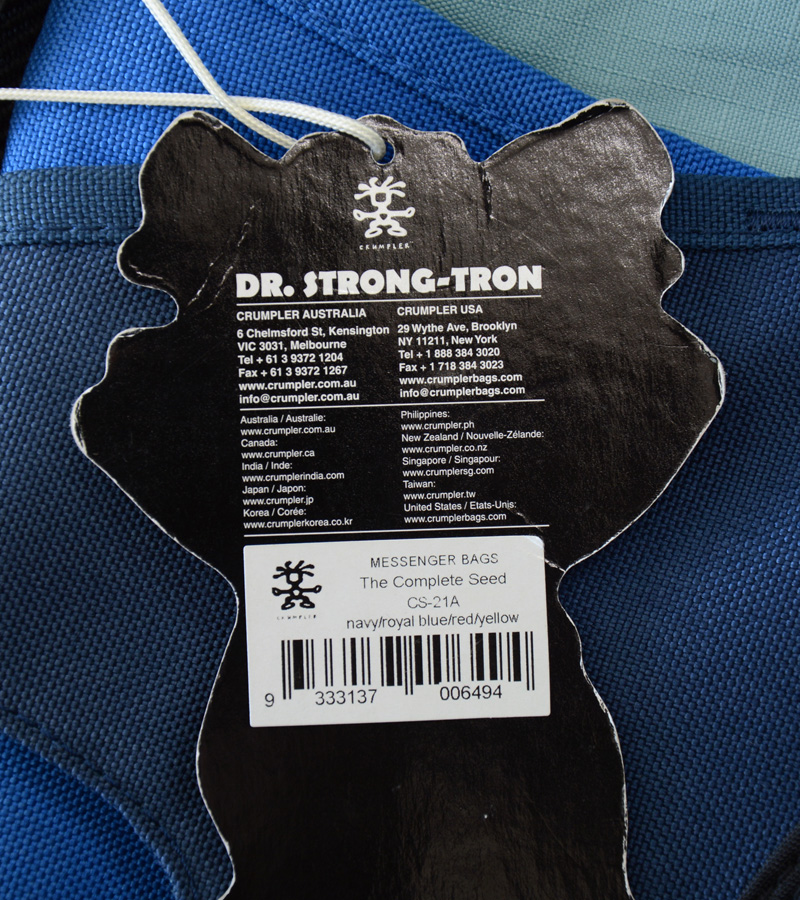 CRUMPLER
DR. STRONG-TRON
CRUMPLER AUSTRALIA
6 Chelmsford St, Kensington
VIC 3031, Melbourne
Tel + 61 3 9372 1204
Fax + 61 3 9372 1267
www.crumpler.com.au
info@crumpler.com.au
CRUMPLER USA
29 Wythe Ave, Brooklyn
NY 11211, New York
Tel + 1 888 384 3020
Fax + 1 718 384 3023
www.crumplerbags.com
info@crumplerbags.com
Australia / Australie:
www.crumpler.com.au
Canada:
www.crumpler.ca
India / Inde:
www.crumplerindia.com
Japan / Japon:
www.crumpler.jp
Korea / Corée:
www.crumplerkorea.co.kr
Philippines:
www.crumpler.ph
New Zealand / Nouvelle-Zélande:
www.crumpler.co.nz
Singapore / Singapour:
www.crumplersg.com
Taiwan:
www.crumpler.tw
United States / Etats-Unis:
www.crumplerbags.com
CRUMPLER
MESSENGER BAGS
The Complete Seed
CS-21A
navy/royal blue/red/yellow
9 333137 006494